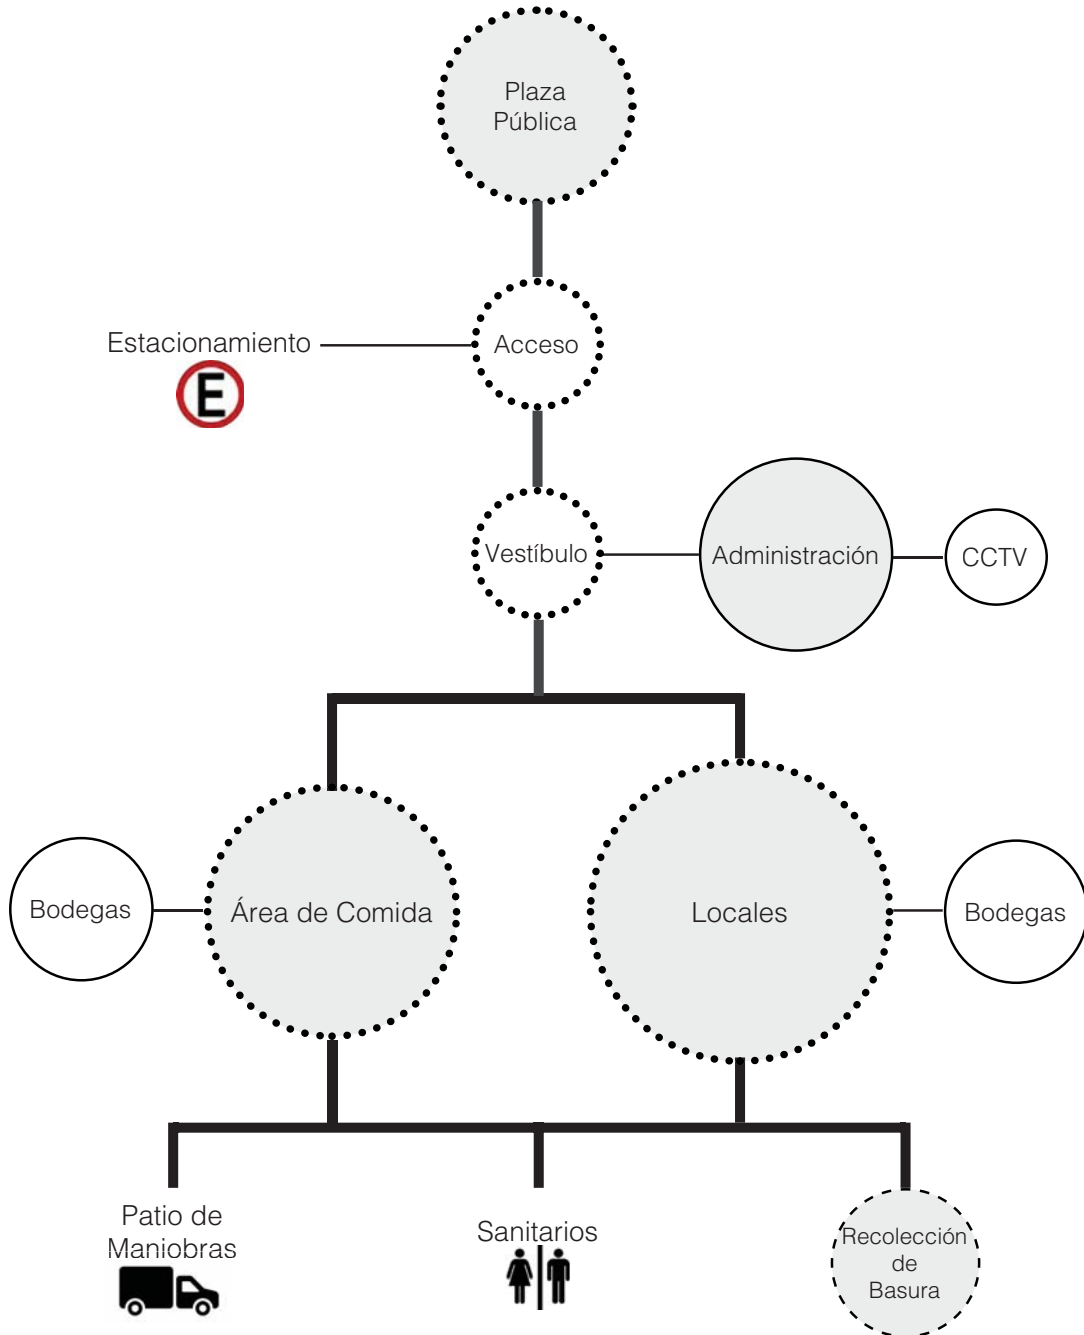 Plaza
Pública
Estacionamiento
E
Acceso
Vestíbulo
Administración
CCTV
Bodegas
Área de Comida
Locales
Bodegas
Patio de
Maniobras
Sanitarios
Recolección
de
Basura